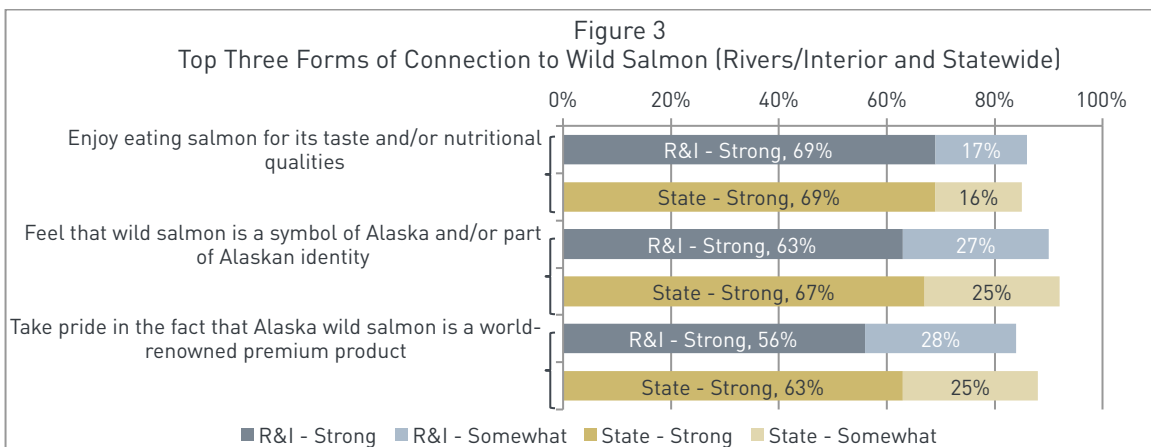 Figure 3
Top Three Forms of Connection to Wild Salmon (Rivers/Interior and Statewide)
0% 20% 40% 60% 80% 100%
Enjoy eating salmon for its taste and/or nutritional
qualities
R&I - Strong, 69% 17%
State - Strong, 69% 16%
Feel that wild salmon is a symbol of Alaska and/or part
of Alaskan identity
R&I - Strong, 63% 27%
State - Strong, 67% 25%
Take pride in the fact that Alaska wild salmon is a world-
renowned premium product
R&I - Strong, 56% 28%
State - Strong, 63% 25%
R&I - Strong R&I - Somewhat State - Strong State - Somewhat